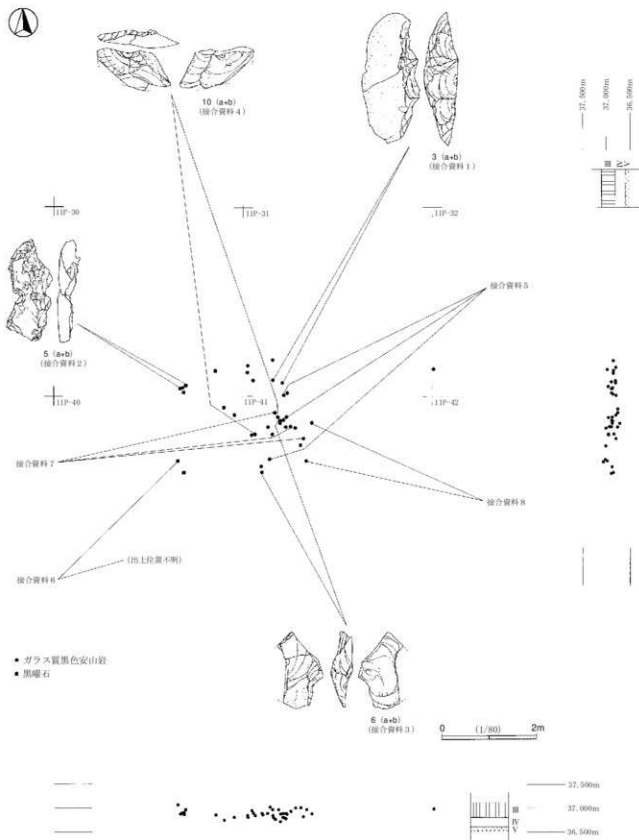 10 (a+b)
(接合資料4)
3 (a+b)
(接合資料1)
37,500m
37,000m
36,500m
Ⅲ
Ⅳ
Ⅴ
11P-30
11P-31
11P-32
5 (a+b)
(接合資料2)
接合資料5
11P-40
11P-41
11P-42
接合資料7
接合資料8
(出土位置不明)
接合資料6
● ガラス質黒色安山岩
■ 黒曜石
6 (a+b)
(接合資料3)
0 (1/80) 2m
37,500m
Ⅲ 37,000m
Ⅳ
Ⅴ 36,500m